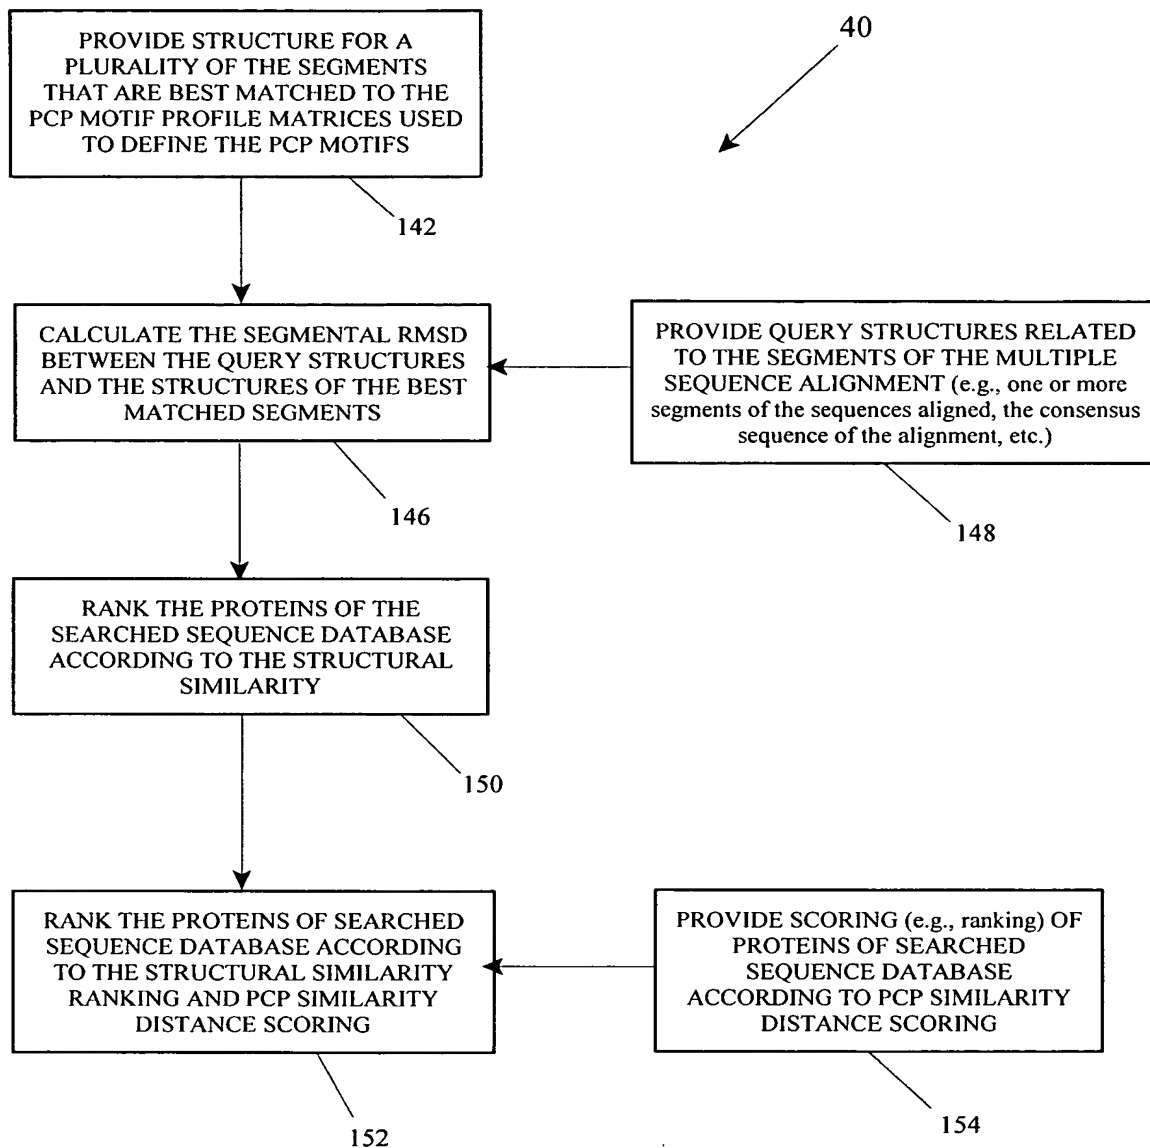 PROVIDE STRUCTURE FOR A
PLURALITY OF THE SEGMENTS
THAT ARE BEST MATCHED TO THE
PCP MOTIF PROFILE MATRICES USED
TO DEFINE THE PCP MOTIFS
40
142
CALCULATE THE SEGMENTAL RMSD
BETWEEN THE QUERY STRUCTURES
AND THE STRUCTURES OF THE BEST
MATCHED SEGMENTS
146
PROVIDE QUERY STRUCTURES RELATED
TO THE SEGMENTS OF THE MULTIPLE
SEQUENCE ALIGNMENT (e.g., one or more
segments of the sequences aligned, the consensus
sequence of the alignment, etc.)
148
RANK THE PROTEINS OF THE
SEARCHED SEQUENCE DATABASE
ACCORDING TO THE STRUCTURAL
SIMILARITY
150
RANK THE PROTEINS OF SEARCHED
SEQUENCE DATABASE ACCORDING
TO THE STRUCTURAL SIMILARITY
RANKING AND PCP SIMILARITY
DISTANCE SCORING
152
PROVIDE SCORING (e.g., ranking) OF
PROTEINS OF SEARCHED
SEQUENCE DATABASE
ACCORDING TO PCP SIMILARITY
DISTANCE SCORING
154